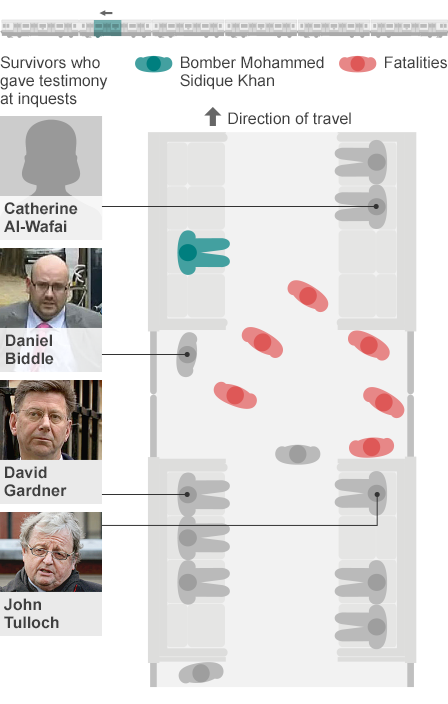 Survivors who
gave testimony
at inquests
Bomber Mohammed
Sidique Khan
Fatalities
Direction of travel
Catherine
Al-Wafai
Daniel
Biddle
David
Gardner
John
Tulloch